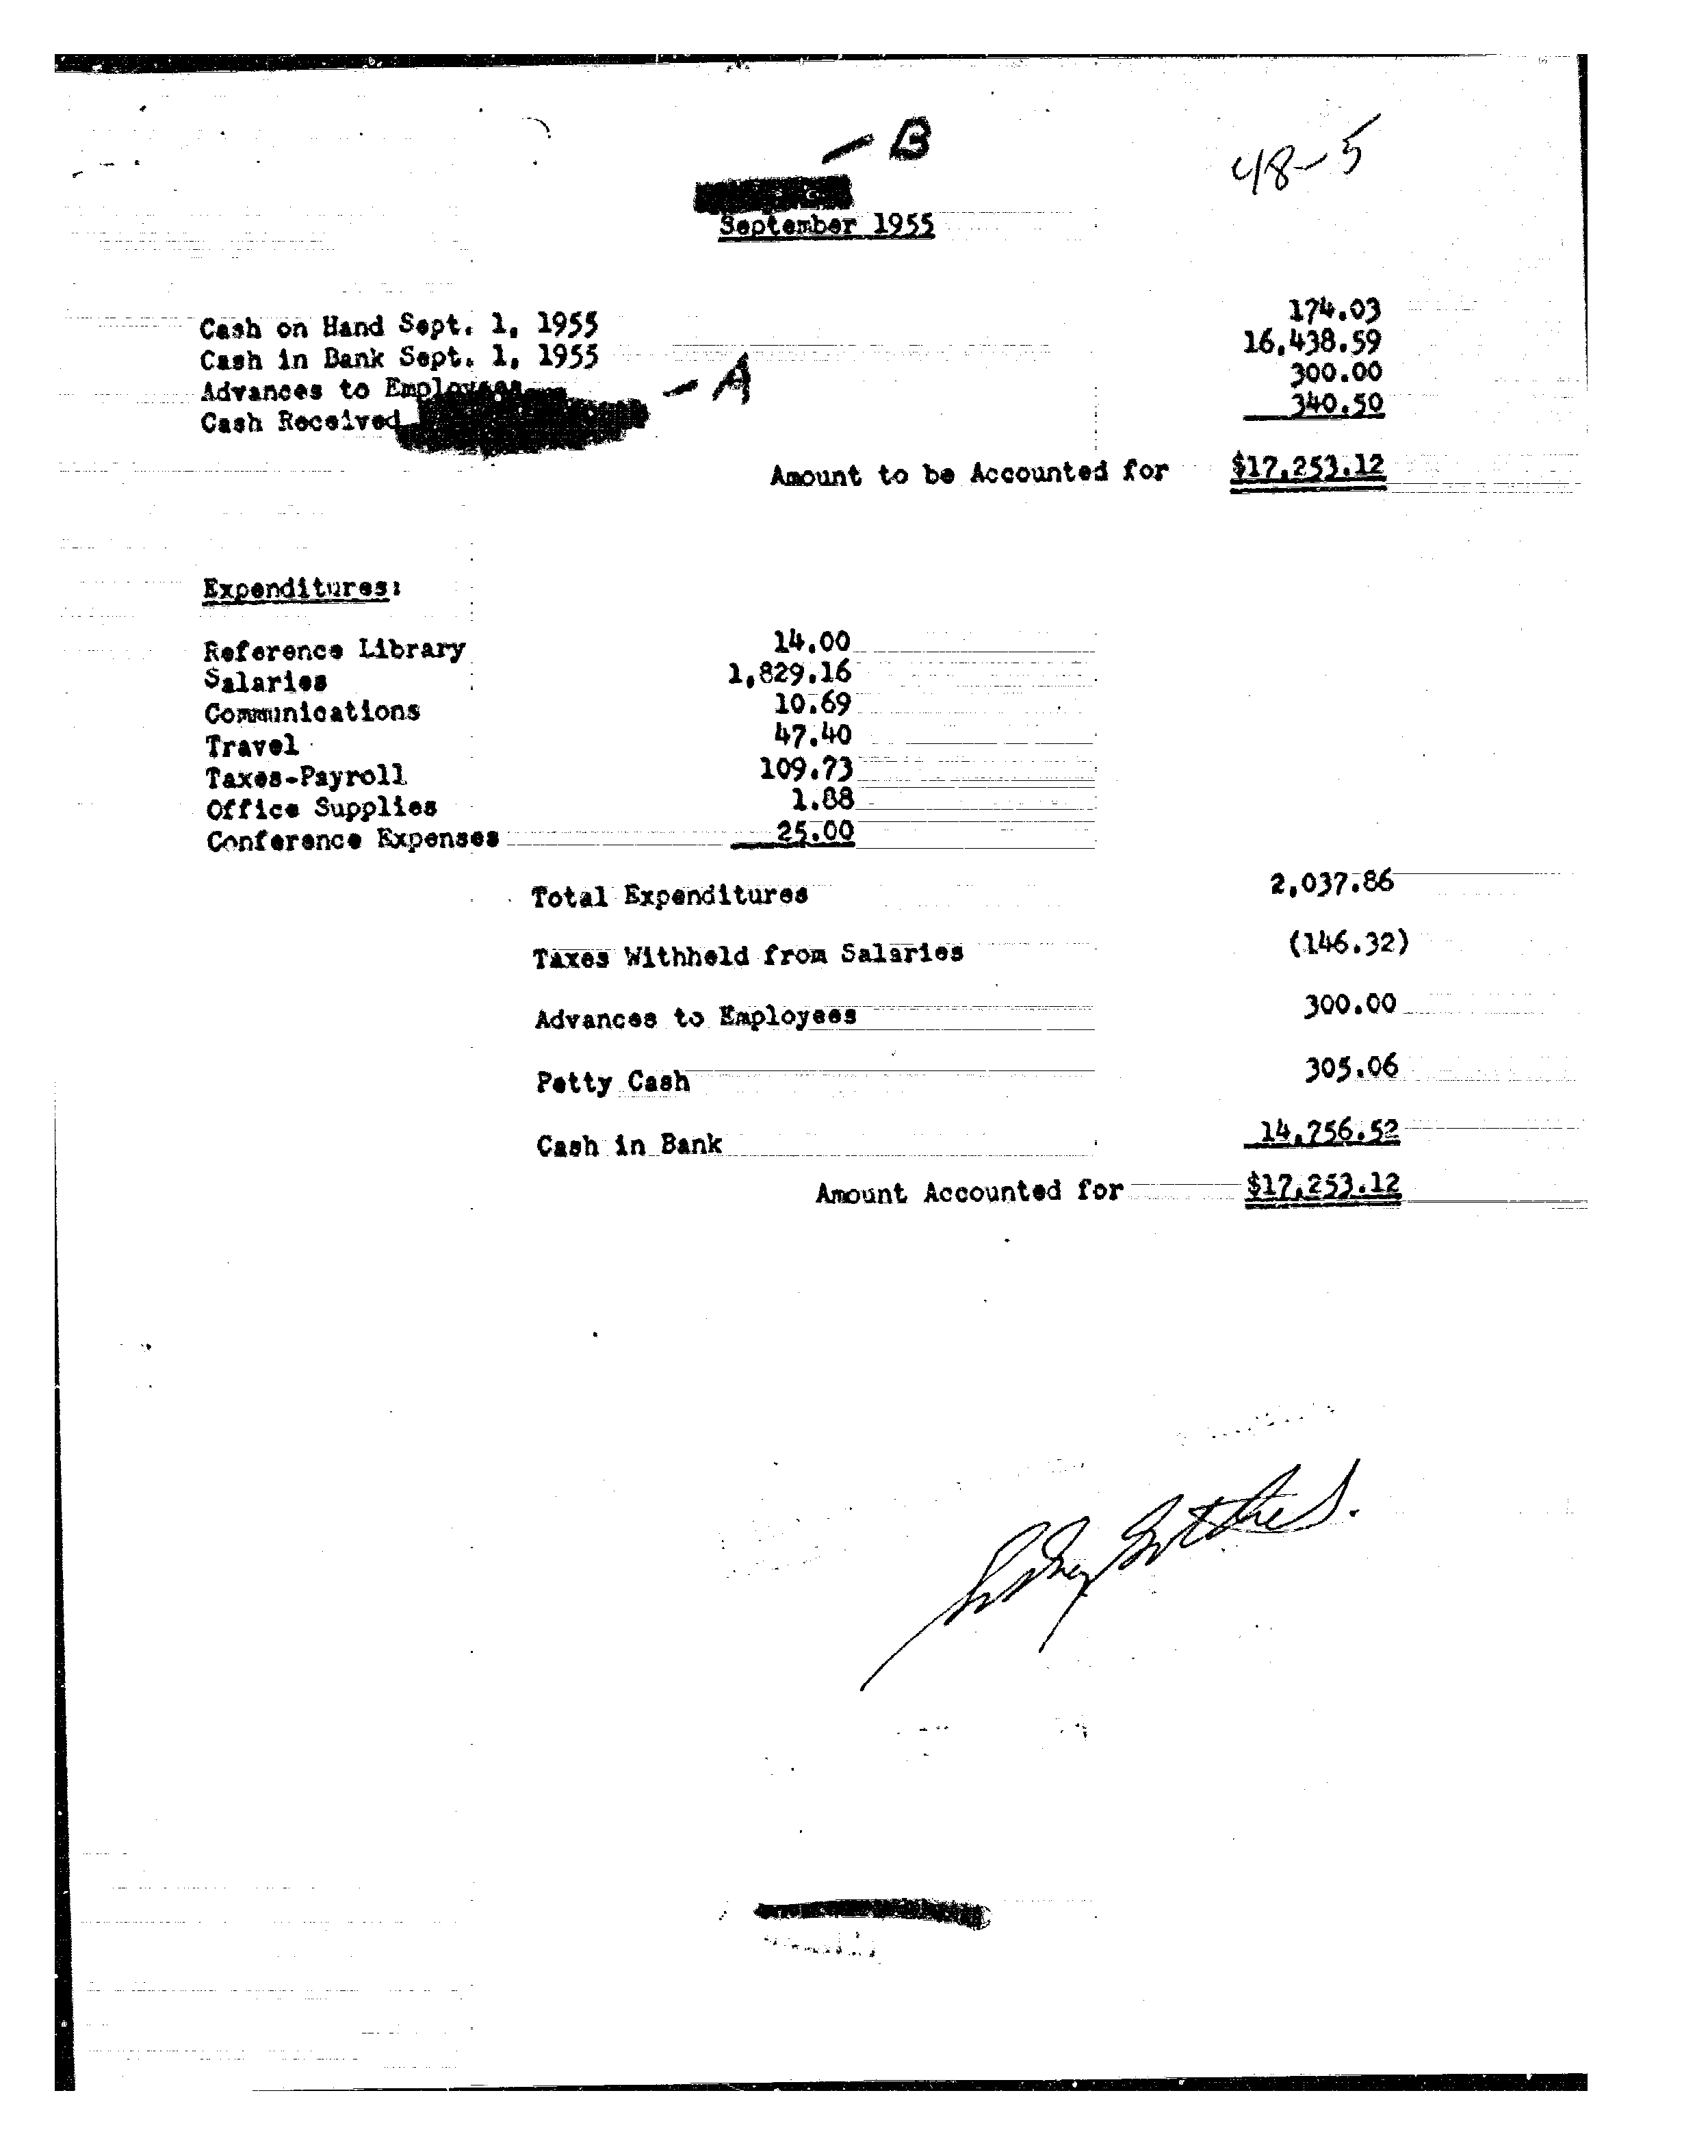 - B
48-5
September 1955
Cash on Hand Sept. 1, 1955 174.03
Cash in Bank Sept. 1, 1955 16,438.59
Advances to Employees 300.00
- A
Cash Received 340.50
Amount to be Accounted for $17,253.12
Expenditures:
Reference Library 14.00
Salaries 1,829.16
Communications 10.69
Travel 47.40
Taxes-Payroll 109.73
Office Supplies 1.88
Conference Expenses 25.00
Total Expenditures 2,037.86
Taxes Withheld from Salaries (146.32)
Advances to Employees 300.00
Petty Cash 305.06
Cash in Bank 14,756.52
Amount Accounted for $17,253.12